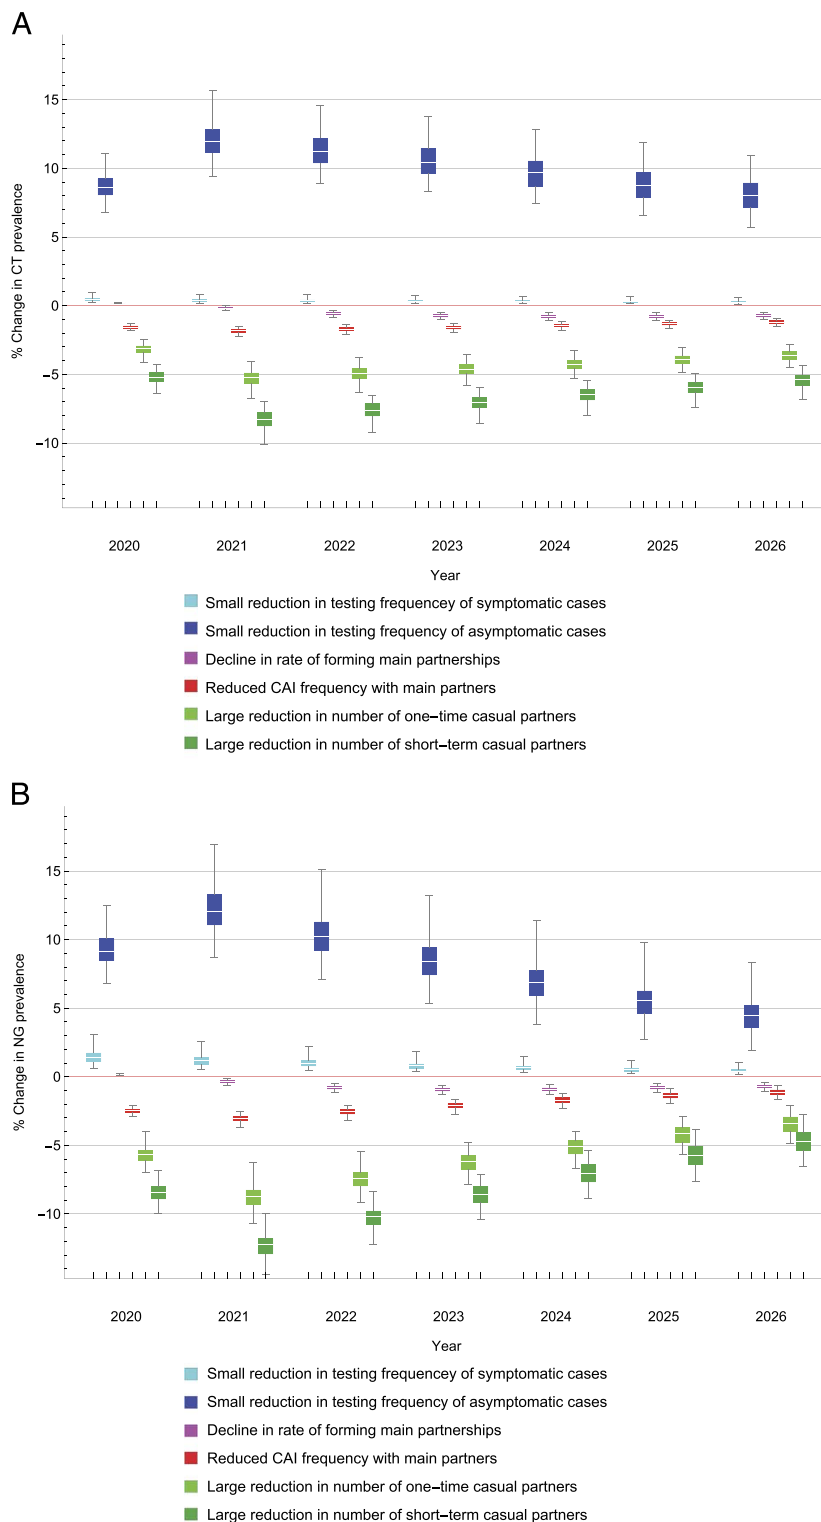 A
15
10
5
0
−5
−10
% Change in CT prevalence
2020 2021 2022 2023 2024 2025 2026
Year
Small reduction in testing frequencey of symptomatic cases
Small reduction in testing frequency of asymptomatic cases
Decline in rate of forming main partnerships
Reduced CAI frequency with main partners
Large reduction in number of one−time casual partners
Large reduction in number of short−term casual partners
B
15
10
5
0
−5
−10
% Change in NG prevalence
2020 2021 2022 2023 2024 2025 2026
Year
Small reduction in testing frequencey of symptomatic cases
Small reduction in testing frequency of asymptomatic cases
Decline in rate of forming main partnerships
Reduced CAI frequency with main partners
Large reduction in number of one−time casual partners
Large reduction in number of short−term casual partners